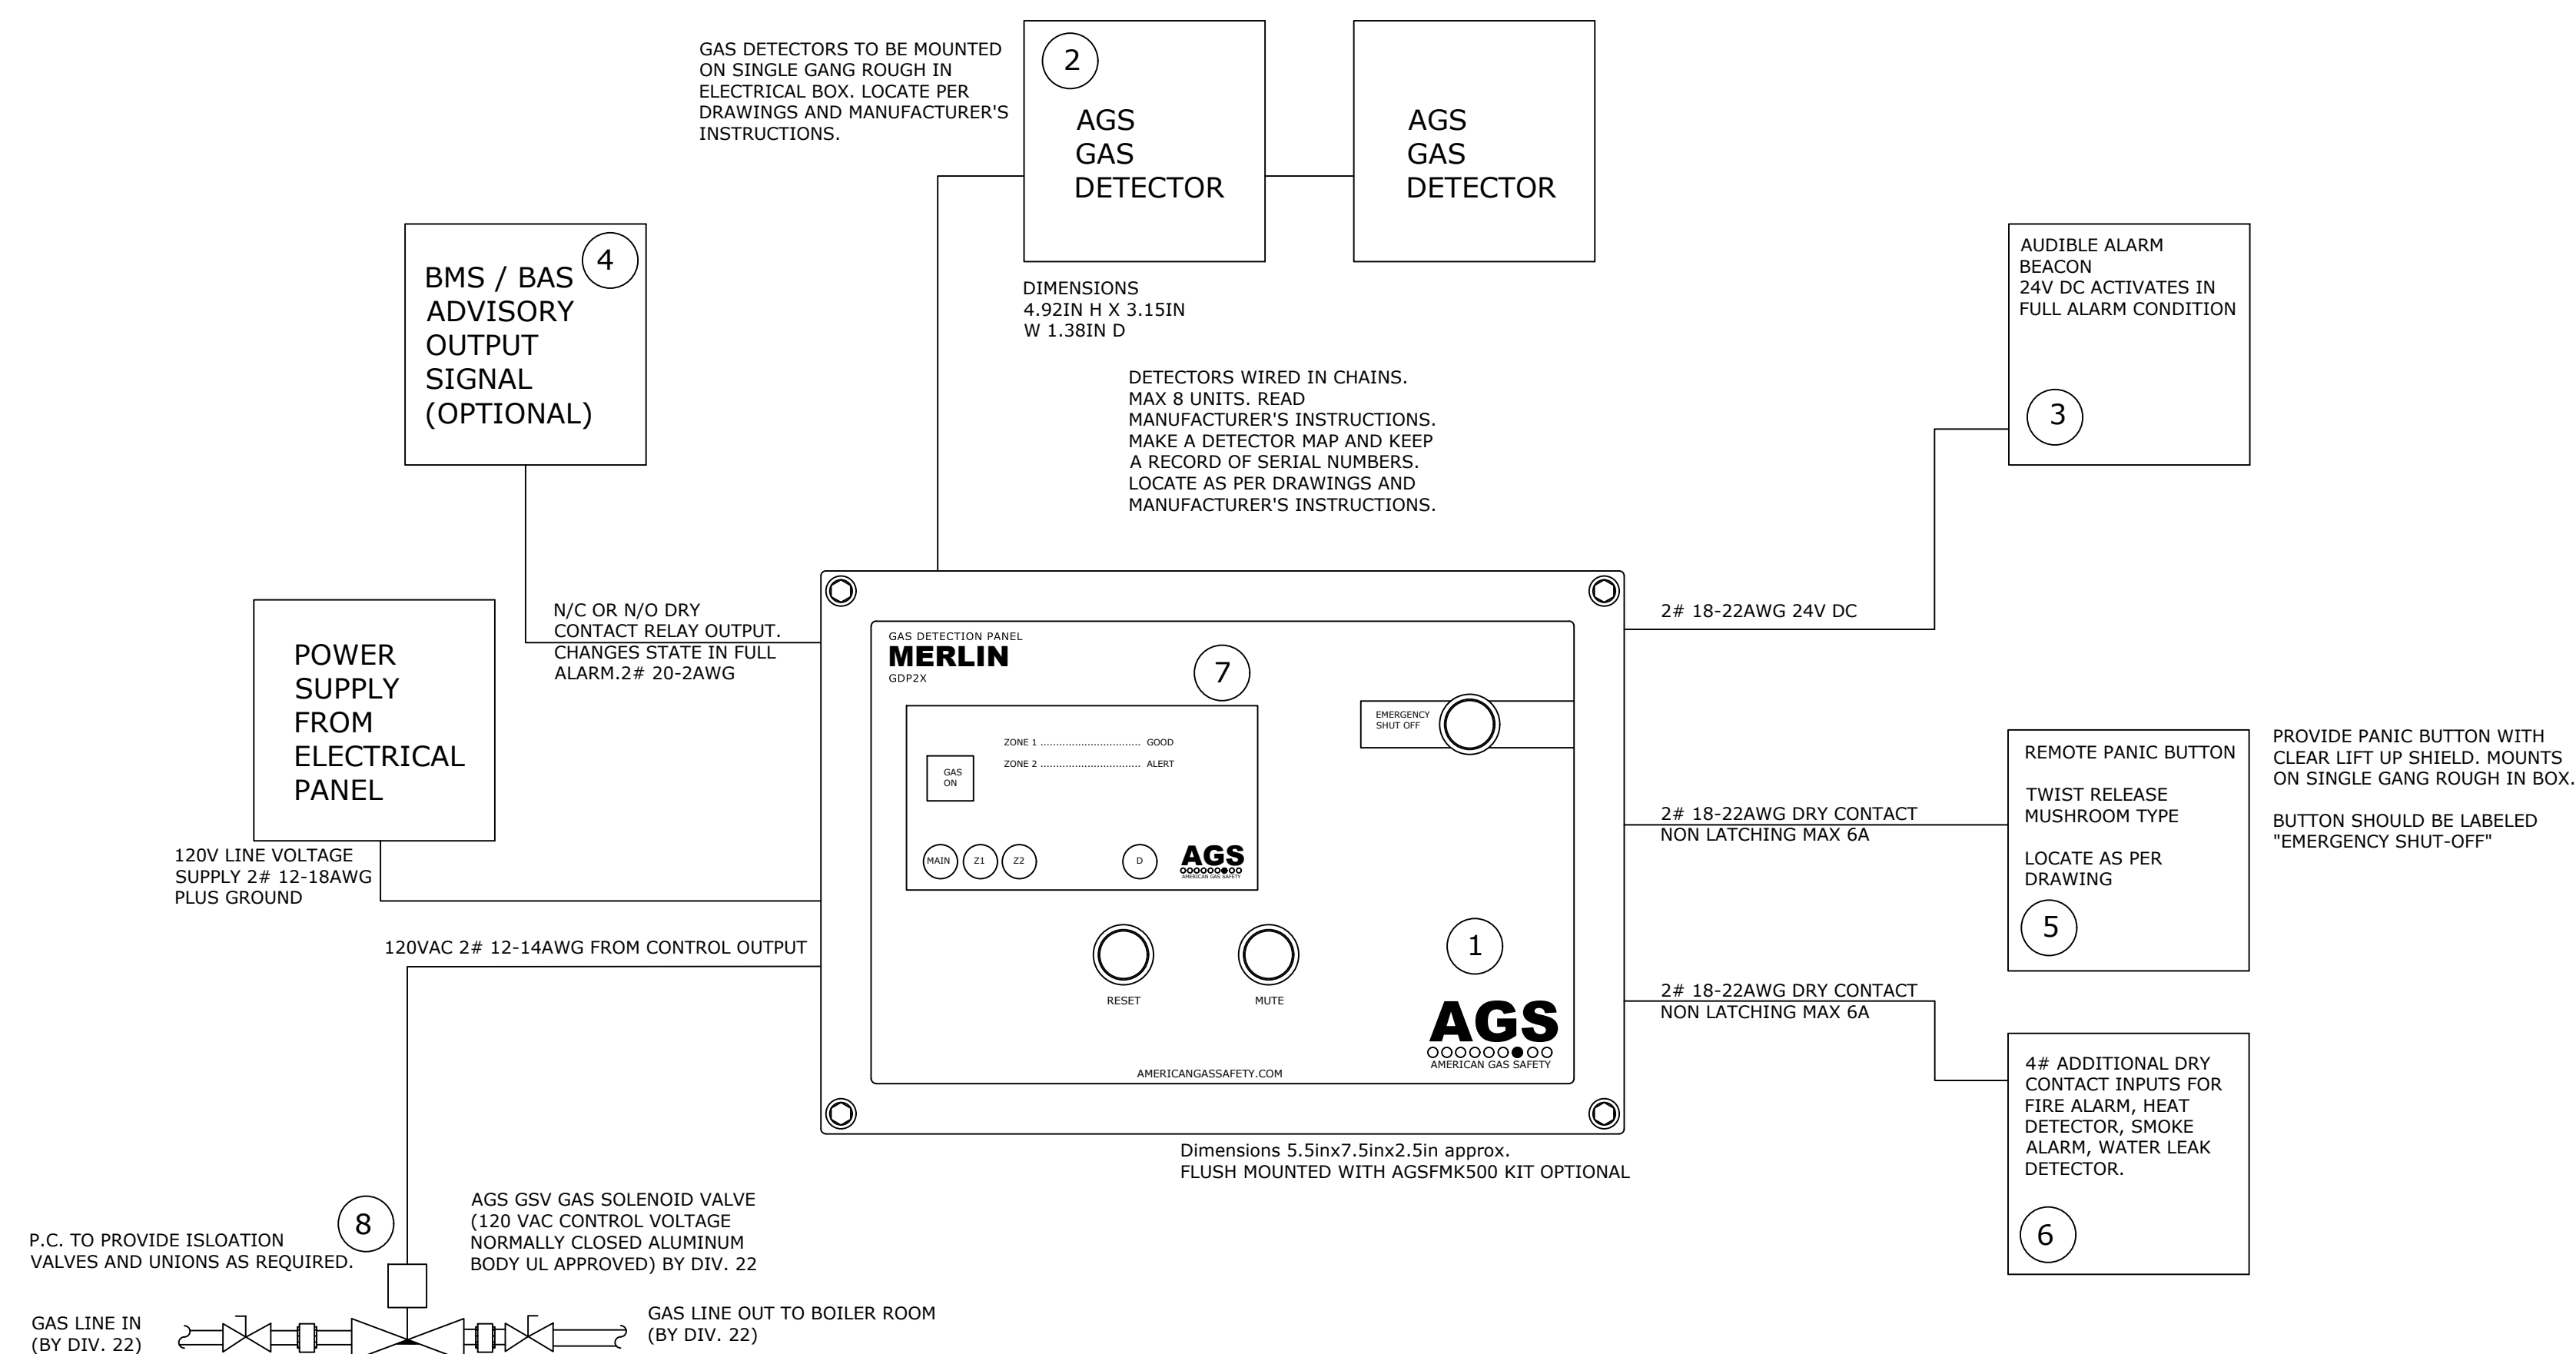 GAS DETECTORS TO BE MOUNTED
ON SINGLE GANG ROUGH IN
ELECTRICAL BOX. LOCATE PER
DRAWINGS AND MANUFACTURER'S
INSTRUCTIONS.
2
AGS
GAS
DETECTOR
AGS
GAS
DETECTOR
DIMENSIONS
4.92IN H X 3.15IN
W 1.38IN D
4
BMS / BAS
ADVISORY
OUTPUT
SIGNAL
(OPTIONAL)
AUDIBLE ALARM
BEACON
24V DC ACTIVATES IN
FULL ALARM CONDITION
3
DETECTORS WIRED IN CHAINS.
MAX 8 UNITS. READ
MANUFACTURER'S INSTRUCTIONS.
MAKE A DETECTOR MAP AND KEEP
A RECORD OF SERIAL NUMBERS.
LOCATE AS PER DRAWINGS AND
MANUFACTURER'S INSTRUCTIONS.
POWER
SUPPLY
FROM
ELECTRICAL
PANEL
N/C OR N/O DRY
CONTACT RELAY OUTPUT.
CHANGES STATE IN FULL
ALARM.2# 20-2AWG
120V LINE VOLTAGE
SUPPLY 2# 12-18AWG
PLUS GROUND
120VAC 2# 12-14AWG FROM CONTROL OUTPUT
GAS DETECTION PANEL
MERLIN
GDP2X
7
EMERGENCY
SHUT OFF
ZONE 1 ................................ GOOD
ZONE 2 ................................ ALERT
GAS
ON
MAIN
Z1
Z2
D
AGS
AMERICAN GAS SAFETY
RESET
MUTE
1
AGS
AMERICAN GAS SAFETY
AMERICANGASSAFETY.COM
Dimensions 5.5inx7.5inx2.5in approx.
FLUSH MOUNTED WITH AGSFMK500 KIT OPTIONAL
2# 18-22AWG 24V DC
2# 18-22AWG DRY CONTACT
NON LATCHING MAX 6A
2# 18-22AWG DRY CONTACT
NON LATCHING MAX 6A
REMOTE PANIC BUTTON
TWIST RELEASE
MUSHROOM TYPE
LOCATE AS PER
DRAWING
5
PROVIDE PANIC BUTTON WITH
CLEAR LIFT UP SHIELD. MOUNTS
ON SINGLE GANG ROUGH IN BOX.
BUTTON SHOULD BE LABELED
"EMERGENCY SHUT-OFF"
4# ADDITIONAL DRY
CONTACT INPUTS FOR
FIRE ALARM, HEAT
DETECTOR, SMOKE
ALARM, WATER LEAK
DETECTOR.
6
8
P.C. TO PROVIDE ISLOATION
VALVES AND UNIONS AS REQUIRED.
AGS GSV GAS SOLENOID VALVE
(120 VAC CONTROL VOLTAGE
NORMALLY CLOSED ALUMINUM
BODY UL APPROVED) BY DIV. 22
GAS LINE IN
(BY DIV. 22)
GAS LINE OUT TO BOILER ROOM
(BY DIV. 22)